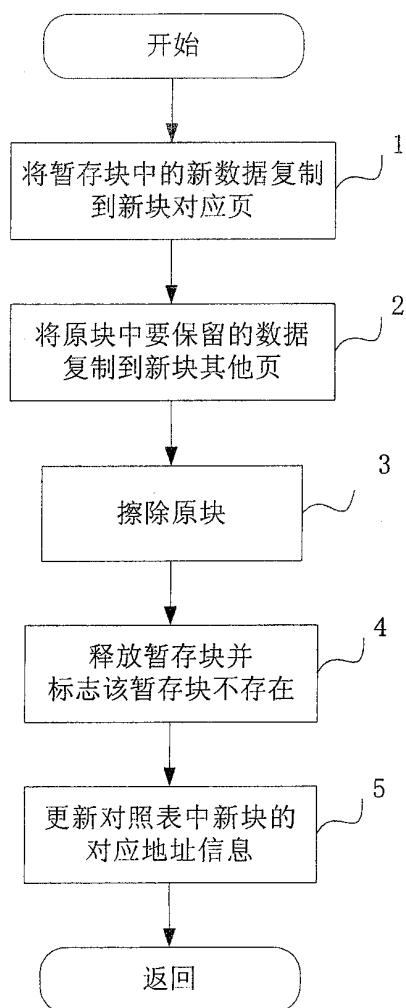 开始
1
将暂存块中的新数据复制
到新块对应页
2
将原块中要保留的数据
复制到新块其他页
3
擦除原块
4
释放暂存块并
标志该暂存块不存在
5
更新对照表中新块的
对应地址信息
返回